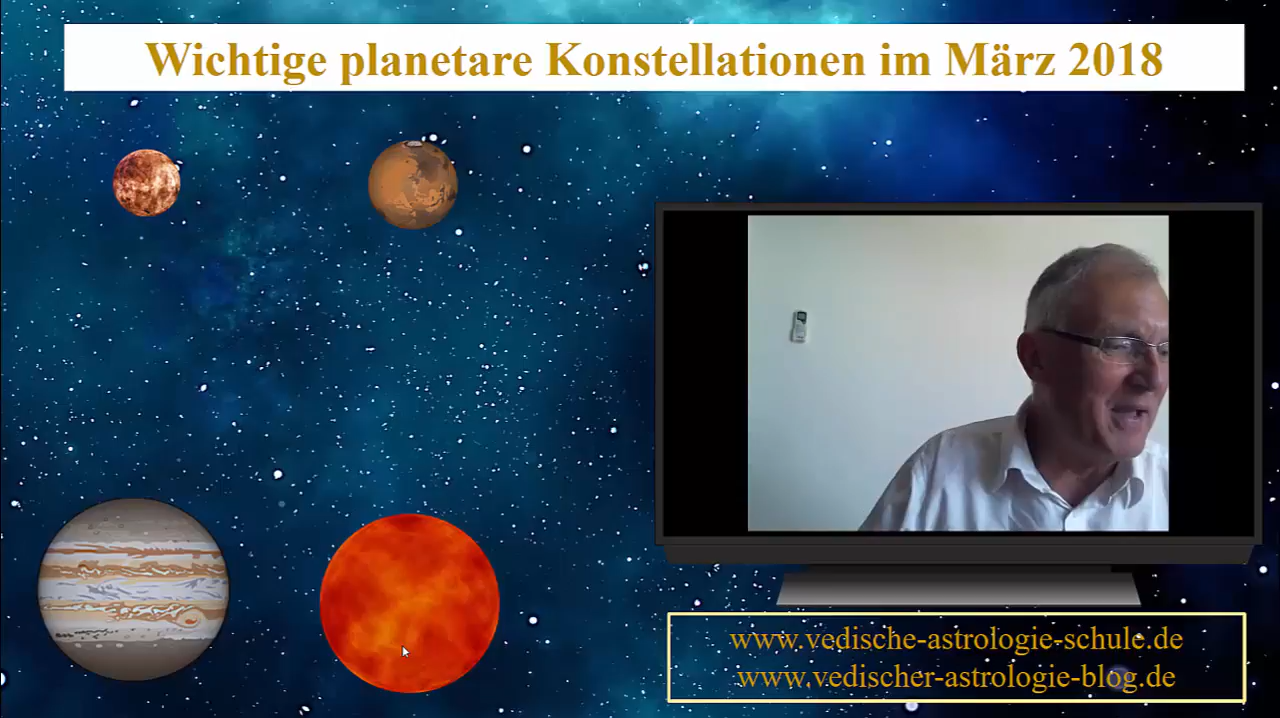 Wichtige planetare Konstellationen im März 2018
www.vedische-astrologie-schule.de
www.vedischer-astrologie-blog.de